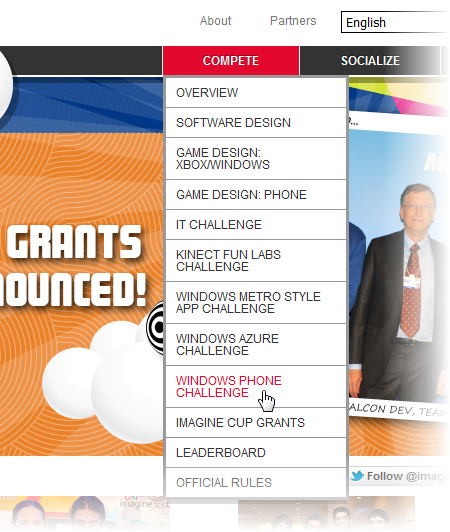 About Partners English
COMPETE SOCIALIZE
OVERVIEW
SOFTWARE DESIGN
GAME DESIGN:
XBOX/WINDOWS
GAME DESIGN: PHONE
IT CHALLENGE
KINECT FUN LABS
CHALLENGE
WINDOWS METRO STYLE
APP CHALLENGE
WINDOWS AZURE
CHALLENGE
WINDOWS PHONE
CHALLENGE
IMAGINE CUP GRANTS
LEADERBOARD
OFFICIAL RULES
GRANTS
NOUNCED!
ALCON DEV, TEAM
Follow @imagi